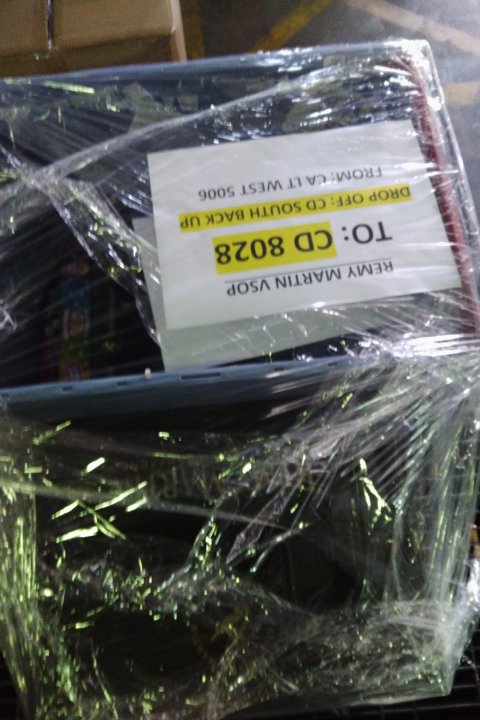 REMY MARTIN VSOP
TO: CD 8028
DROP OFF: CD SOUTH BACK UP
FROM: CA LT WEST 5006